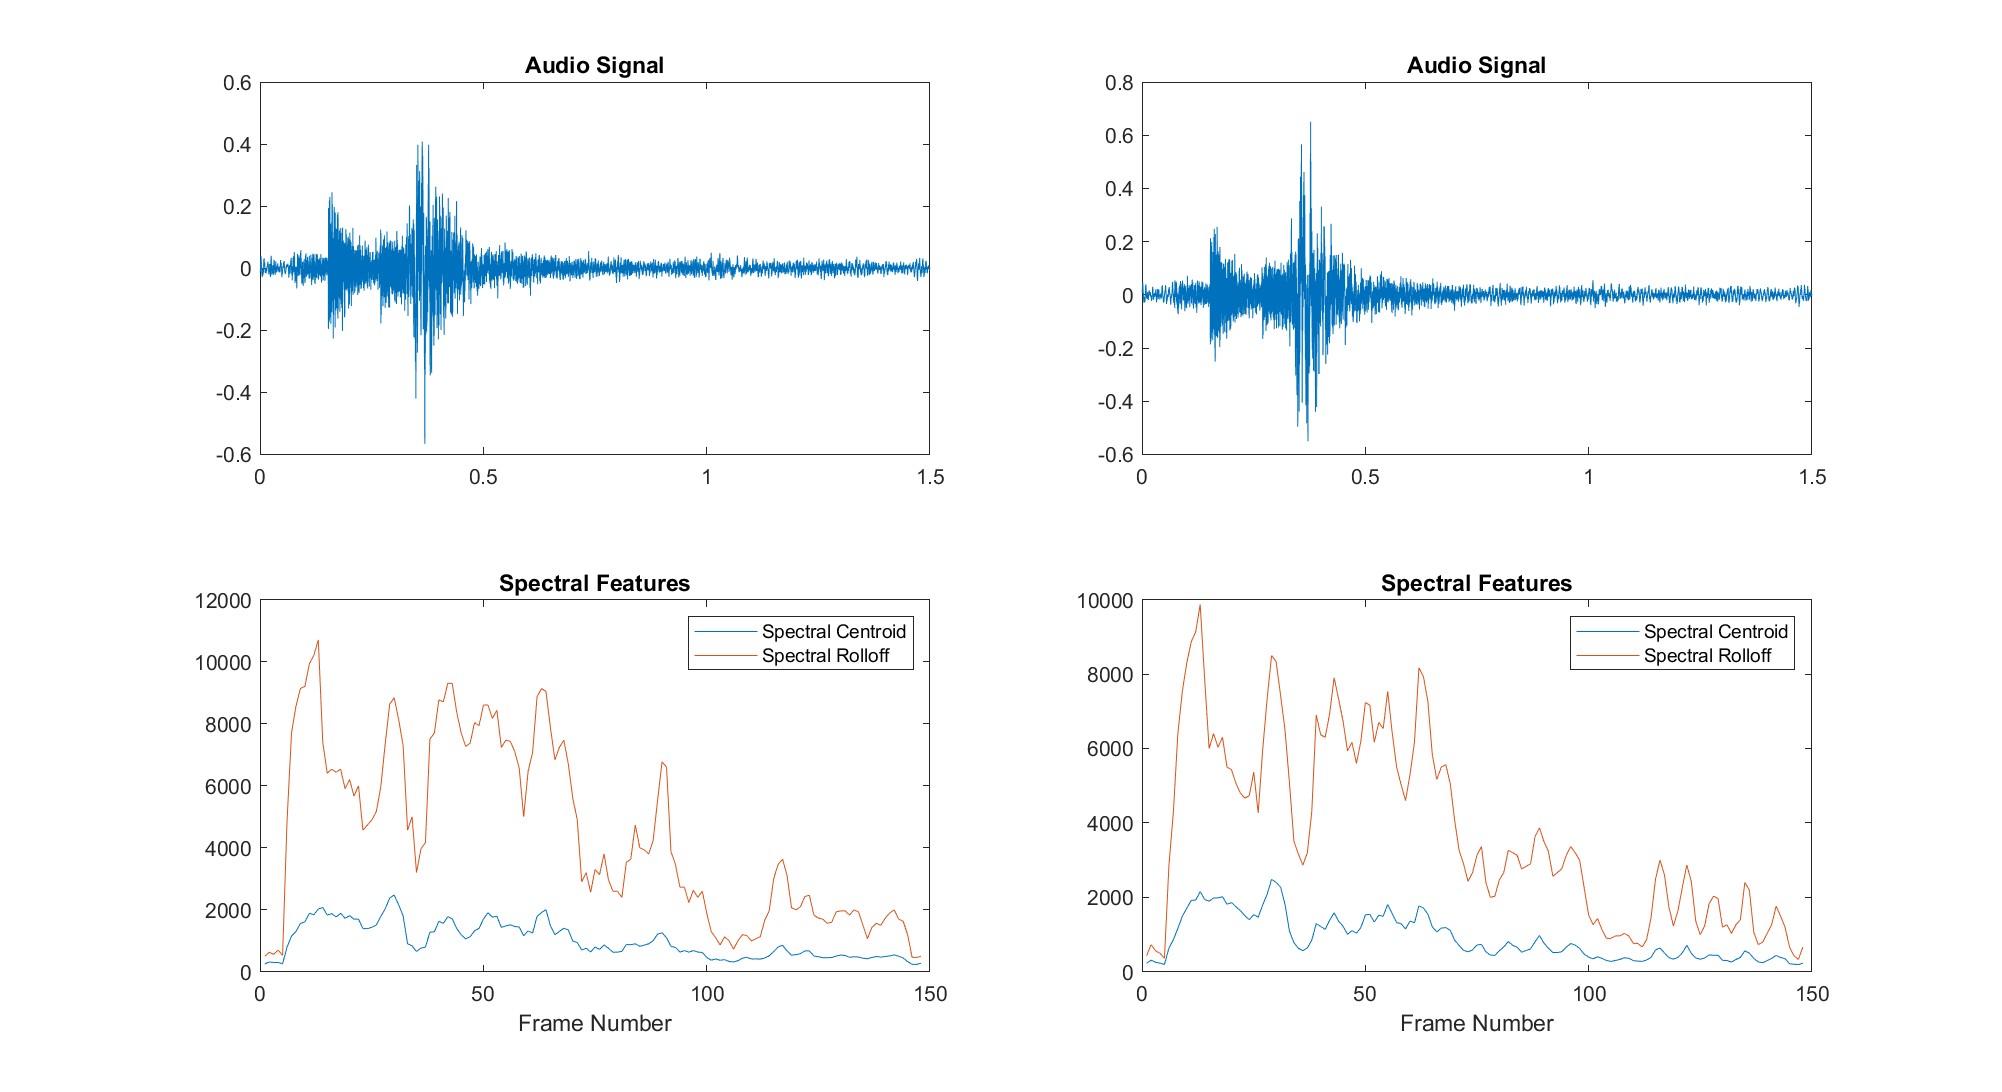 Audio Signal
0.6
0.4
0.2
0
-0.2
-0.4
-0.6
0 0.5 1 1.5
Audio Signal
0.8
0.6
0.4
0.2
0
-0.2
-0.4
-0.6
0 0.5 1 1.5
Spectral Features
12000
10000
8000
6000
4000
2000
0
Spectral Centroid
Spectral Rolloff
0 50 100 150
Frame Number
Spectral Features
10000
8000
6000
4000
2000
0
Spectral Centroid
Spectral Rolloff
0 50 100 150
Frame Number